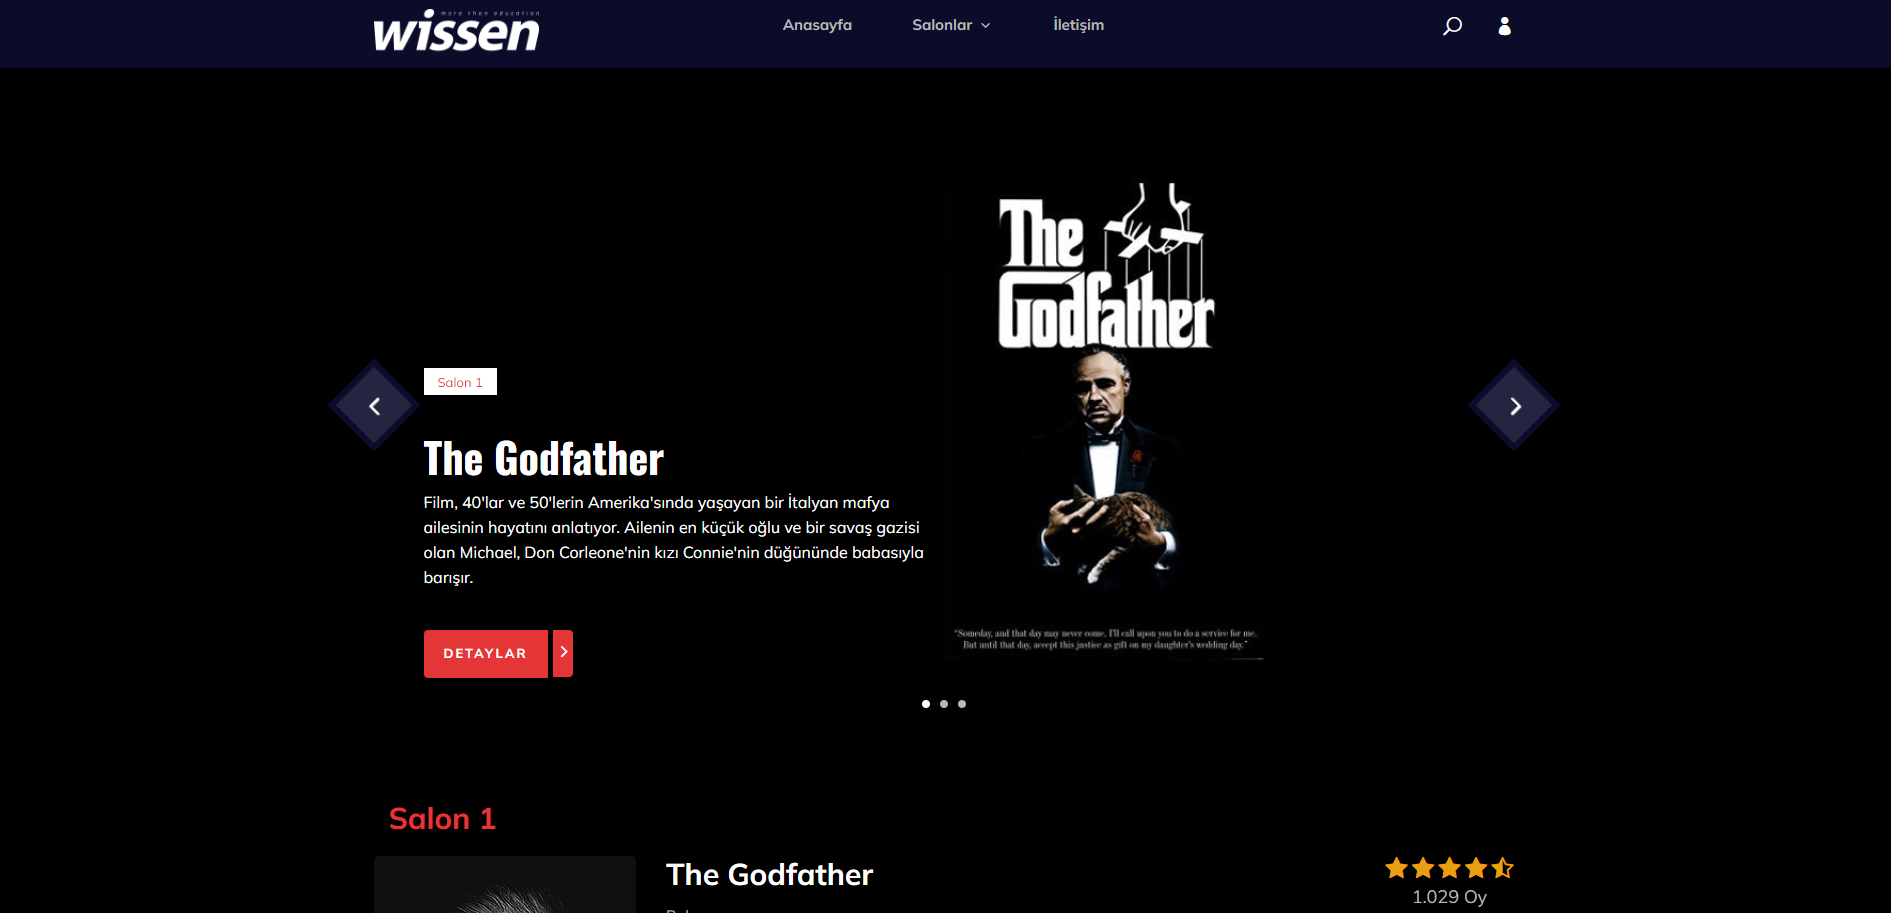 more than education
wissen
Anasayfa
Salonlar
İletişim
Salon 1
The Godfather
Film, 40'lar ve 50'lerin Amerika'sında yaşayan bir İtalyan mafya
ailesinin hayatını anlatıyor. Ailenin en küçük oğlu ve bir savaş gazisi
olan Michael, Don Corleone'nin kızı Connie'nin düğününde babasıyla
barışır.
DETAYLAR
The
Godfather
"Someday, and that day may never come, I'll call upon you to do a service for me.
But until that day, accept this justice as gift on my daughter's wedding day."
Salon 1
The Godfather
1.029 Oy